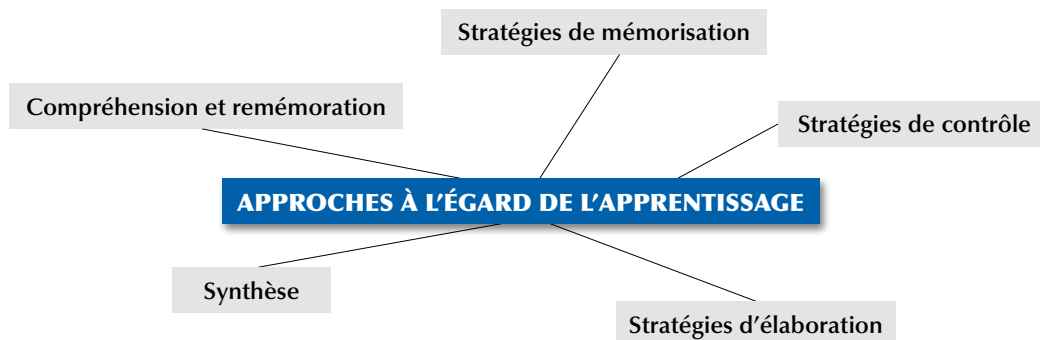 Stratégies de mémorisation
Compréhension et remémoration
Stratégies de contrôle
APPROCHES À L’ÉGARD DE L’APPRENTISSAGE
Synthèse
Stratégies d’élaboration